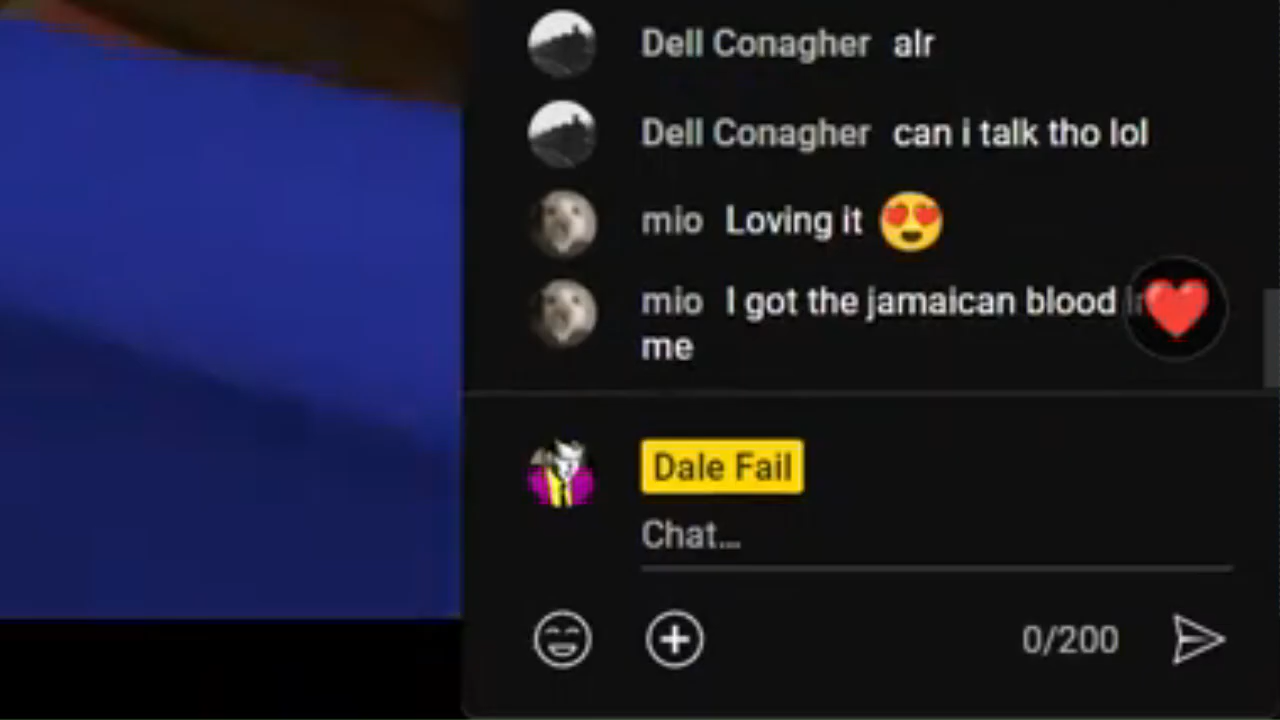 Dell Conagher alr
Dell Conagher can i talk tho lol
mio Loving it 😍
mio I got the jamaican blood in
me
Dale Fail
Chat...
0/200